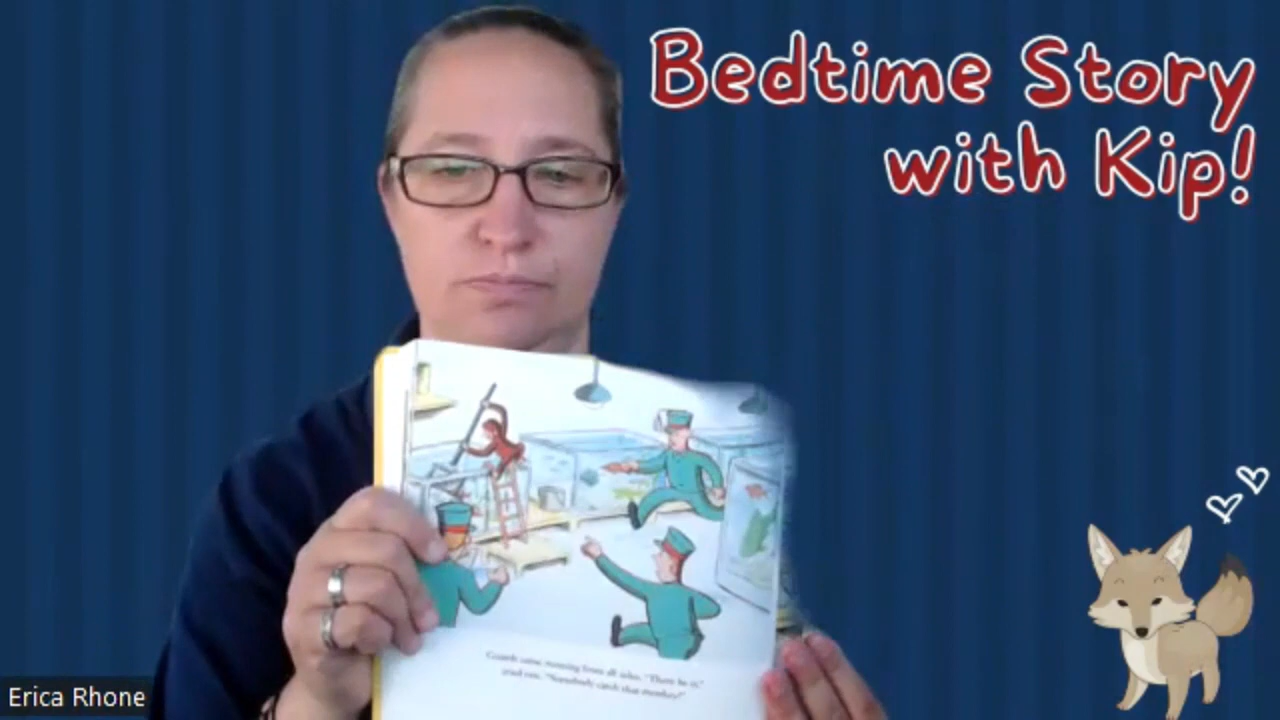 Bedtime Story
with Kip!
Guards came running from all sides. "There he is,"
cried one. "Somebody catch that monkey!"
Erica Rhone